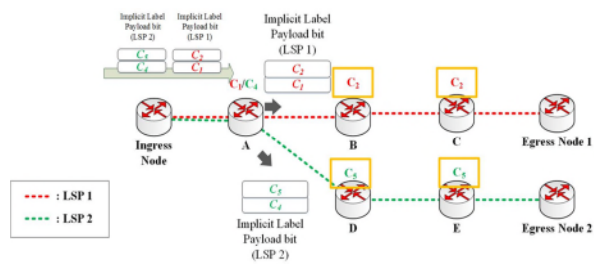 Implicit Label
Payload bit
(LSP 2)
Implicit Label
Payload bit
(LSP 1)
C5
C4
C2
C1
Implicit Label
Payload bit
(LSP 1)
C2
C1
C1/C4
C2
C2
Ingress
Node
A
B
C
Egress Node 1
: LSP 1
: LSP 2
C5
C4
Implicit Label
Payload bit
(LSP 2)
C5
C5
D
E
Egress Node 2